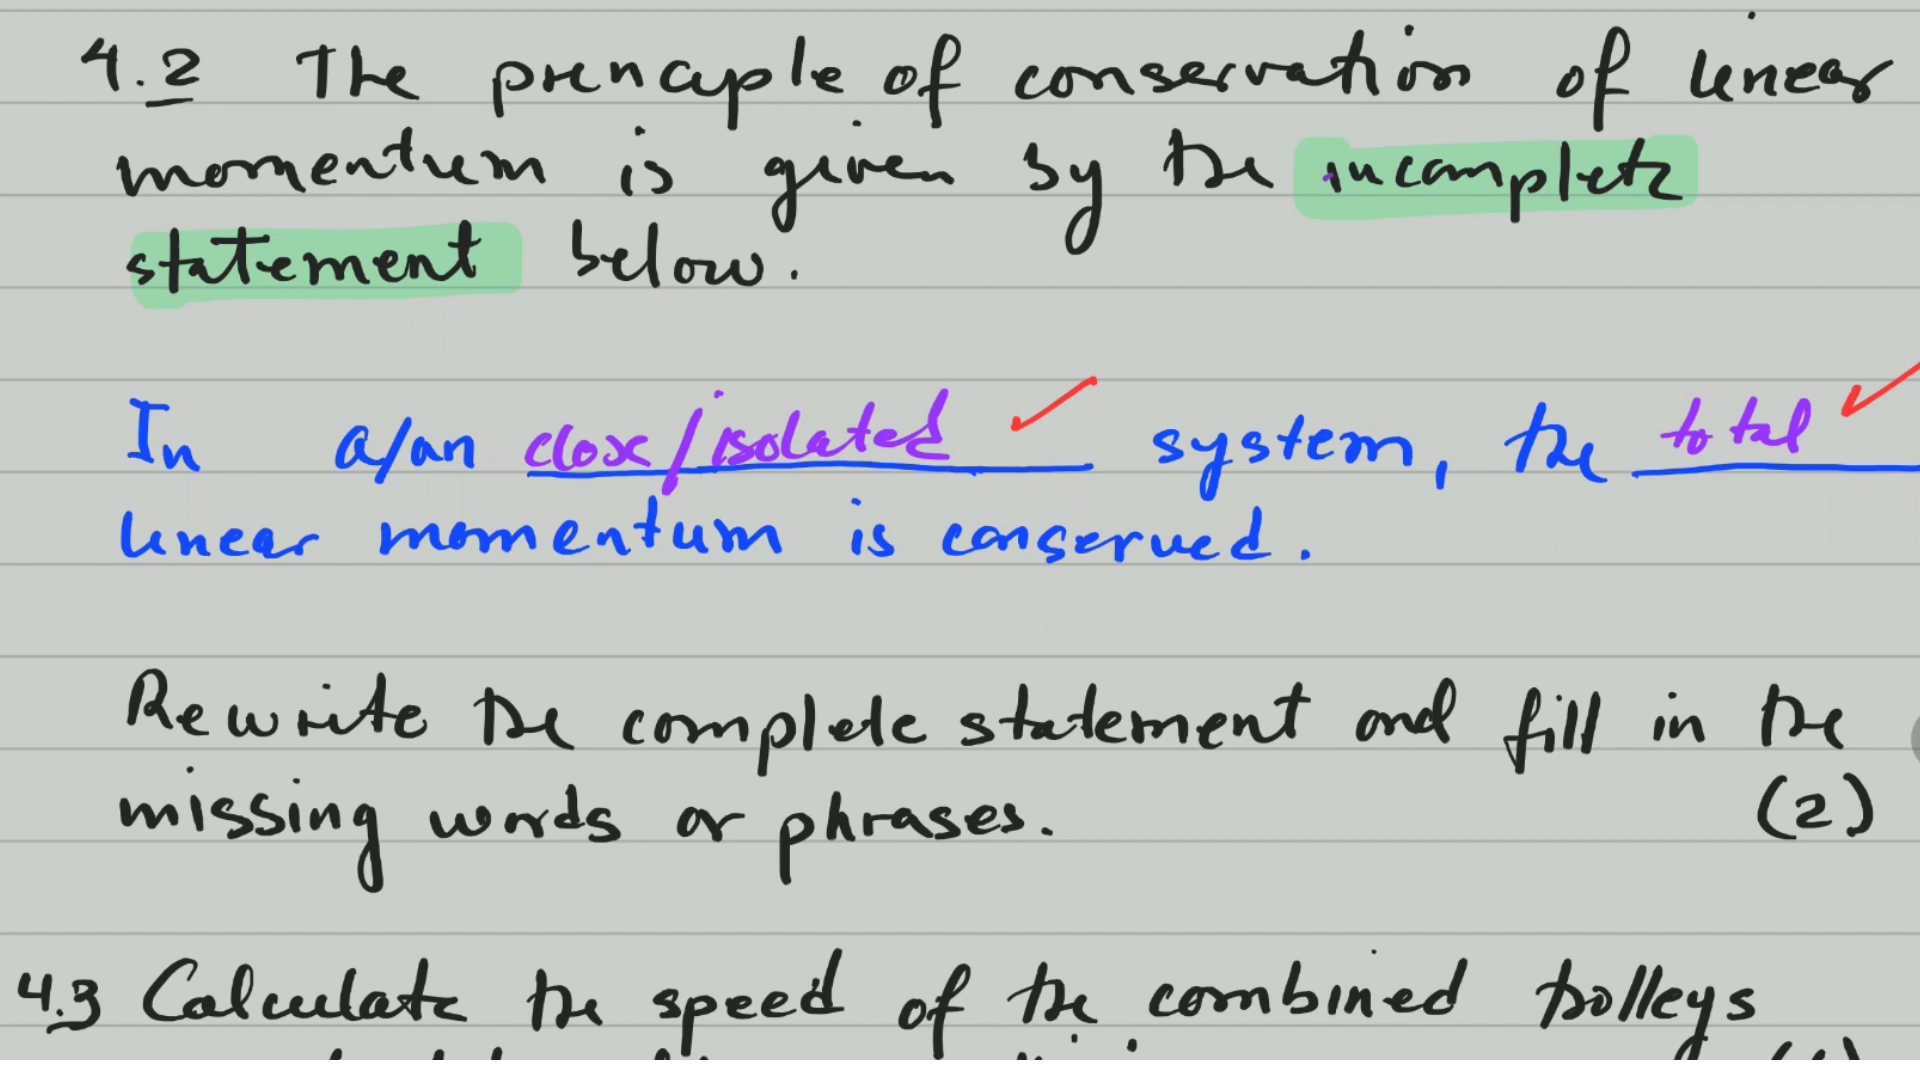 4.2 The principle of conservation of linear
momentum is given by the incomplete
statement below.
In a/an close/isolated system, the total
linear momentum is conserved.
Rewrite the complete statement and fill in the
missing words or phrases. (2)
4.3 Calculate the speed of the combined trolleys